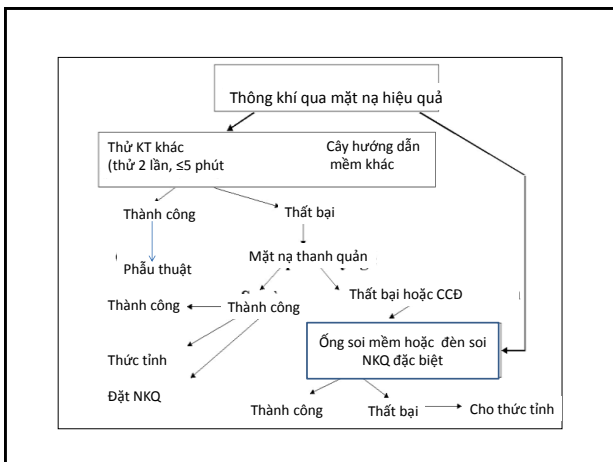 Thông khí qua mặt nạ hiệu quả
Thử KT khác
(thử 2 lần, ≤5 phút
Cây hướng dẫn
mềm khác
Thành công
Thất bại
Phẫu thuật
Mặt nạ thanh quản
Thành công
Thành công
Thất bại hoặc CCĐ
Thức tỉnh
Đặt NKQ
Ống soi mềm hoặc đèn soi
NKQ đặc biệt
Thành công
Thất bại
Cho thức tỉnh